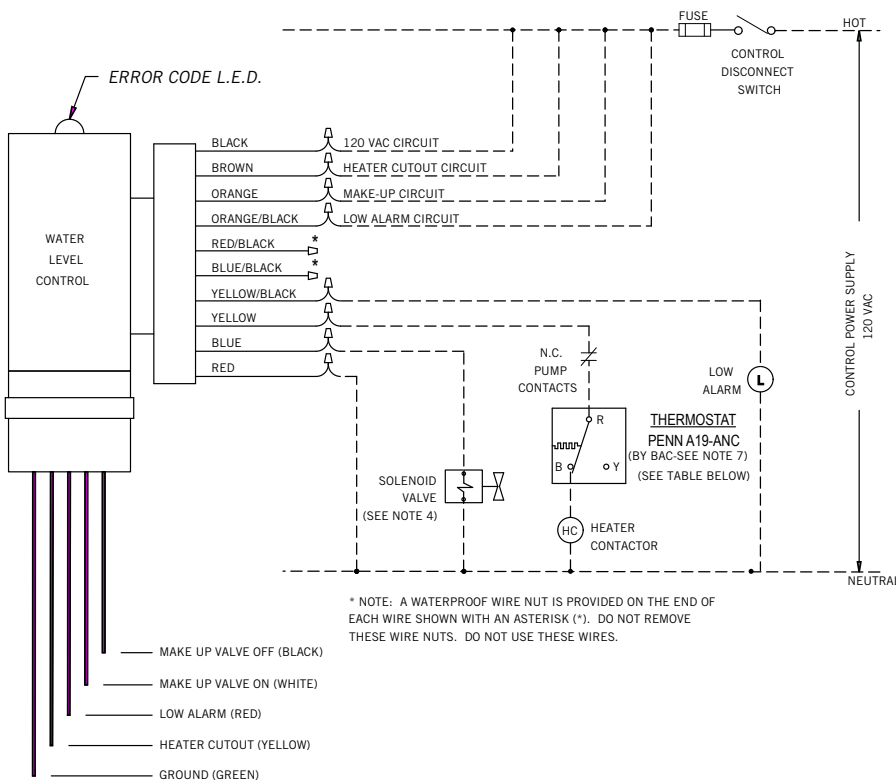 FUSE
HOT
CONTROL
DISCONNECT
SWITCH
ERROR CODE L.E.D.
BLACK
120 VAC CIRCUIT
BROWN
HEATER CUTOUT CIRCUIT
ORANGE
MAKE-UP CIRCUIT
ORANGE/BLACK
LOW ALARM CIRCUIT
RED/BLACK
*
BLUE/BLACK
*
YELLOW/BLACK
YELLOW
BLUE
RED
WATER
LEVEL
CONTROL
N.C.
PUMP
CONTACTS
LOW
ALARM
L
CONTROL POWER SUPPLY
120 VAC
R
B
Y
THERMOSTAT
PENN A19-ANC
(BY BAC-SEE NOTE 7)
(SEE TABLE BELOW)
SOLENOID
VALVE
(SEE NOTE 4)
HC
HEATER
CONTACTOR
NEUTRAL
* NOTE: A WATERPROOF WIRE NUT IS PROVIDED ON THE END OF
EACH WIRE SHOWN WITH AN ASTERISK (*). DO NOT REMOVE
THESE WIRE NUTS. DO NOT USE THESE WIRES.
MAKE UP VALVE OFF (BLACK)
MAKE UP VALVE ON (WHITE)
LOW ALARM (RED)
HEATER CUTOUT (YELLOW)
GROUND (GREEN)